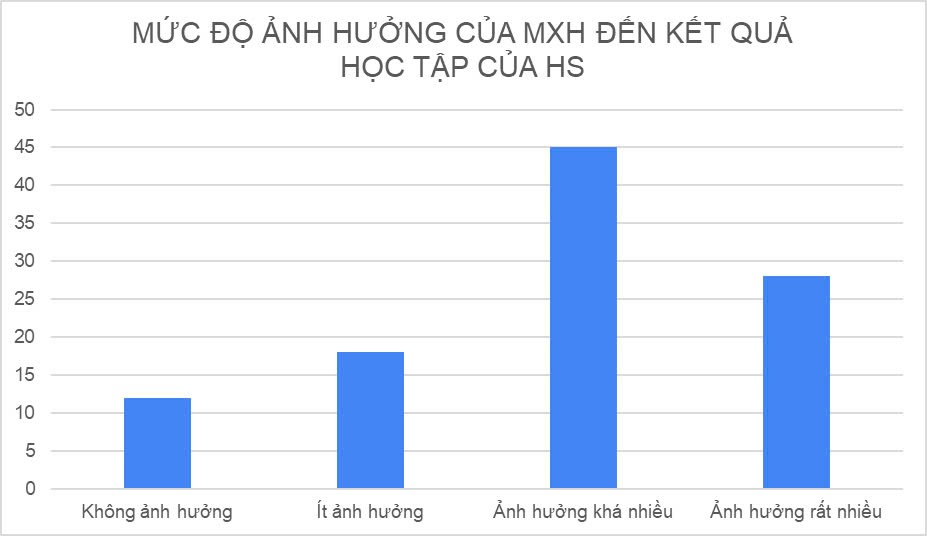 MỨC ĐỘ ẢNH HƯỞNG CỦA MXH ĐẾN KẾT QUẢ
HỌC TẬP CỦA HS
50
45
40
35
30
25
20
15
10
5
0
Không ảnh hưởng
Ít ảnh hưởng
Ảnh hưởng khá nhiều
Ảnh hưởng rất nhiều